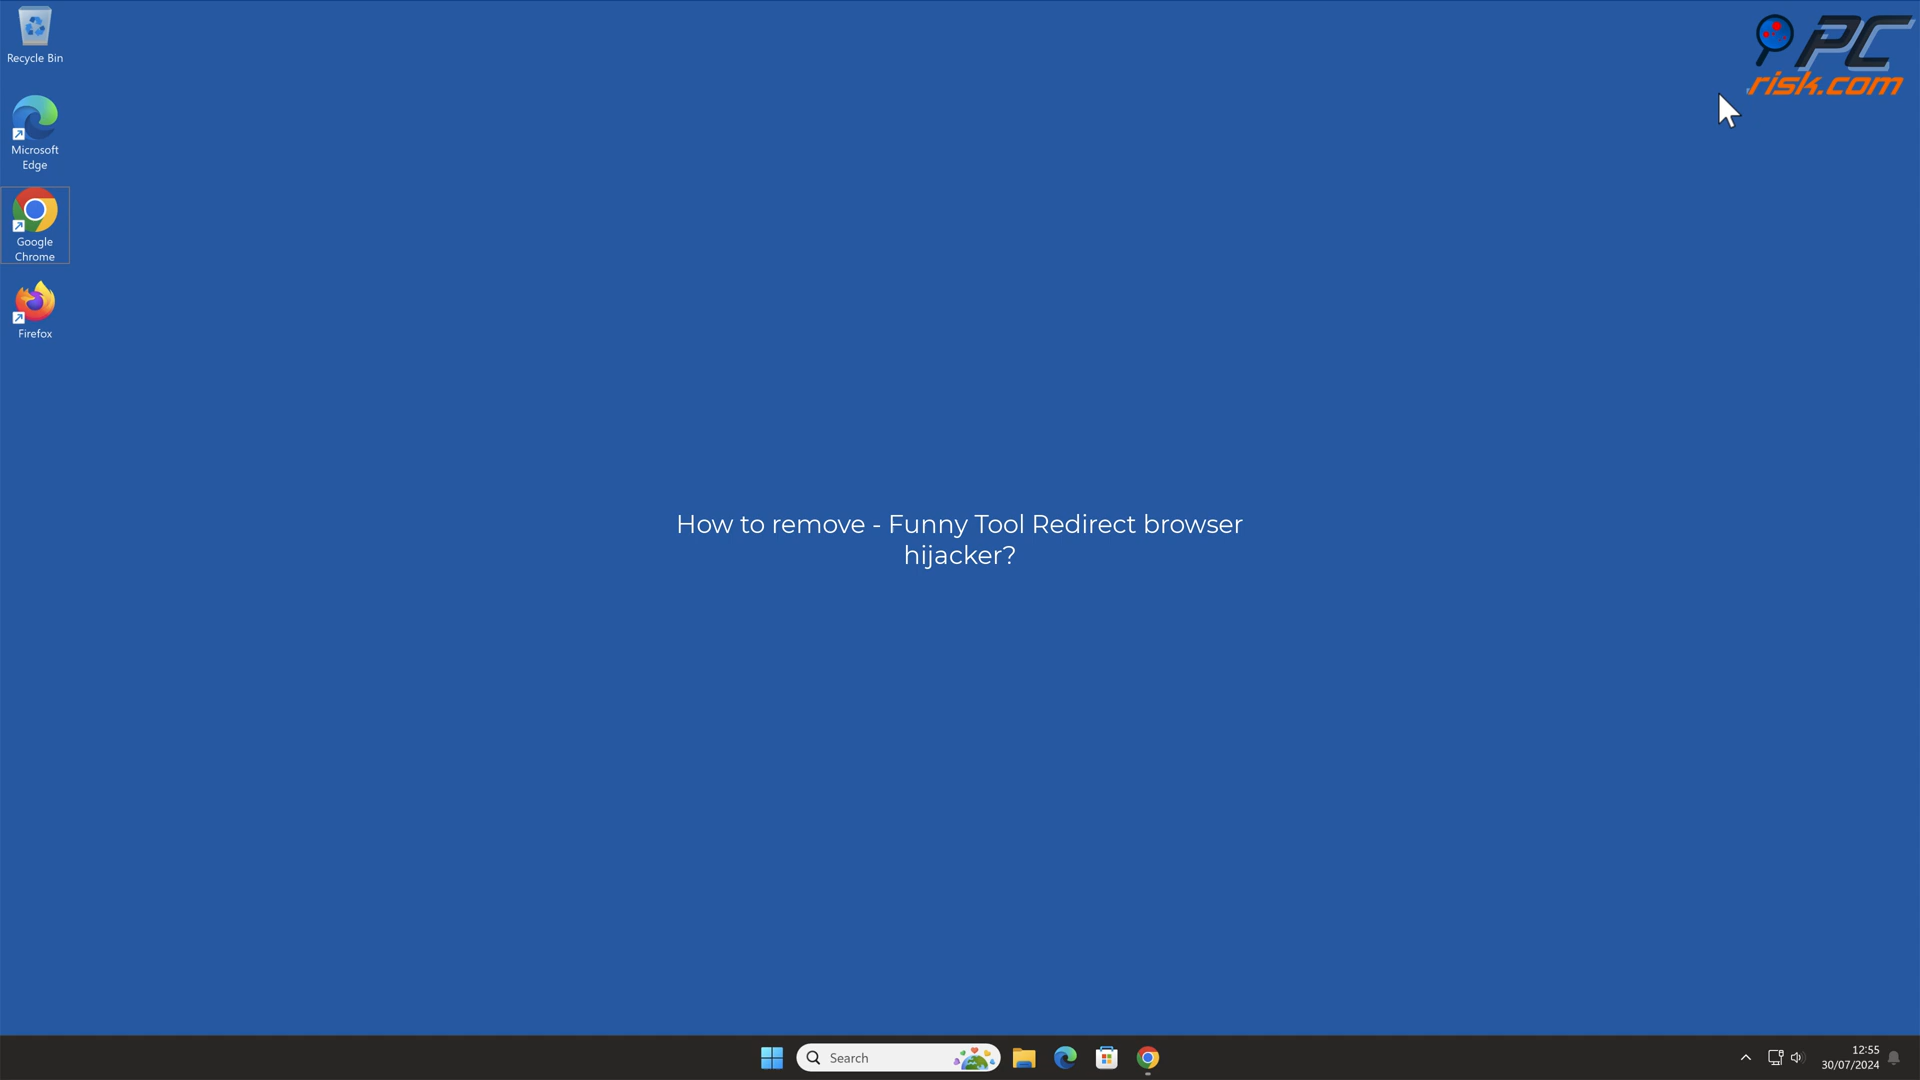 Recycle Bin
PC
risk.com
Microsoft
Edge
Google
Chrome
Firefox
How to remove - Funny Tool Redirect browser
hijacker?
Search
12:55
30/07/2024